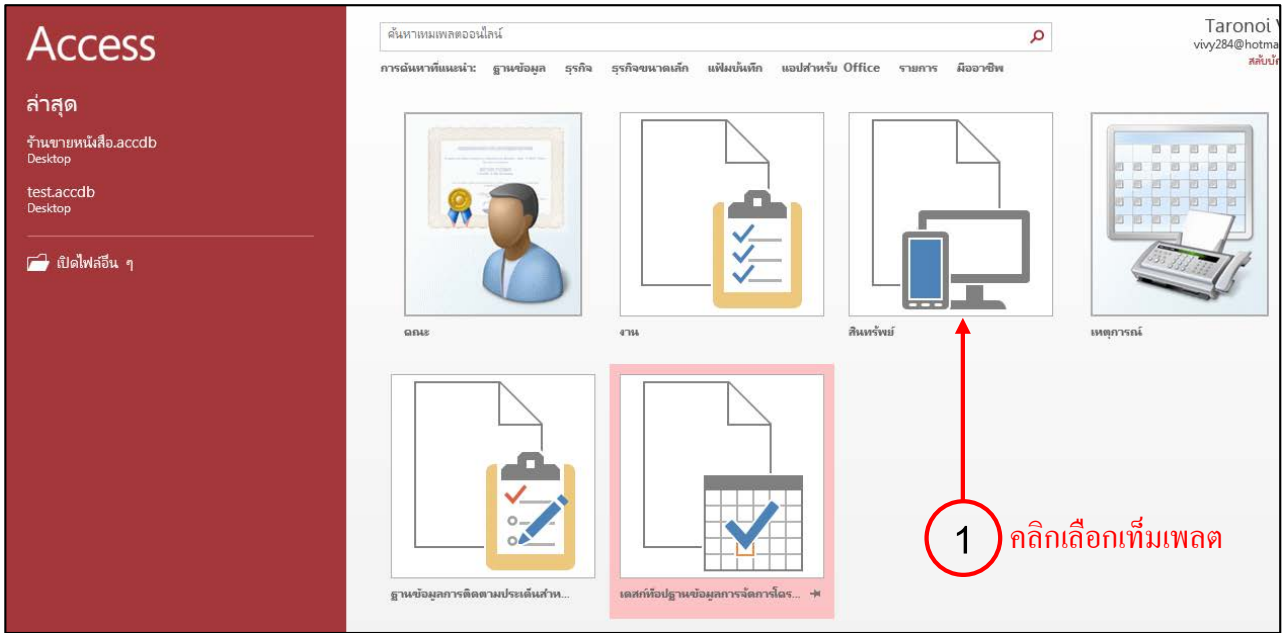 Access
ล่าสุด
ร้านขายหนังสือ.accdb
Desktop
test.accdb
Desktop
เปิดไฟล์อื่น ๆ
ค้นหาเทมเพลตออนไลน์
Taronoi
vivy284@hotma
สลับบั
การค้นหาที่แนะนำ: ฐานข้อมูล ธุรกิจ ธุรกิจขนาดเล็ก แฟ้มบันทึก แอปสำหรับ Office รายการ มืออาชีพ
คณะ งาน สินทรัพย์ เหตุการณ์
1 คลิกเลือกเท็มเพลต
ฐานข้อมูลการติดตามประเด็นสำห... เดสก์ท็อปฐานข้อมูลการจัดการโคร...